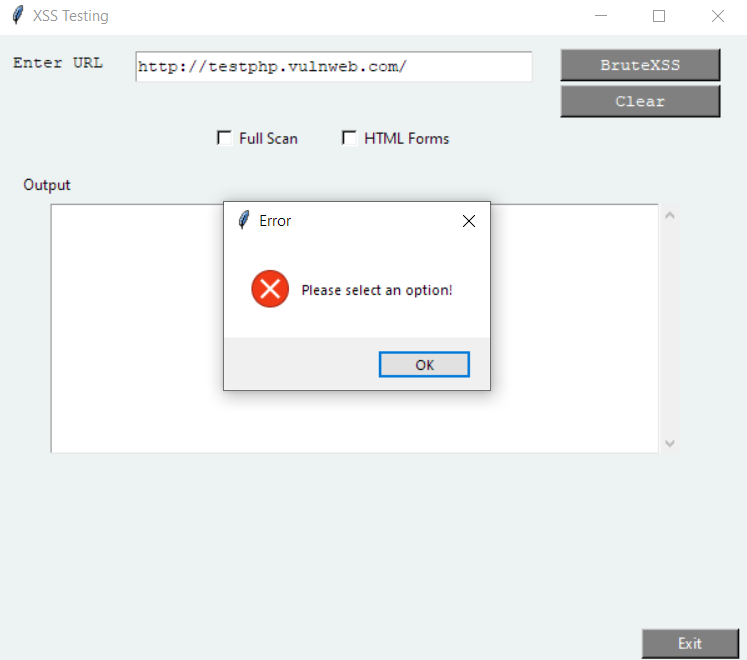 XSS Testing
Enter URL
http://testphp.vulnweb.com/
BruteXSS
Clear
Full Scan
HTML Forms
Output
Error
Please select an option!
OK
Exit